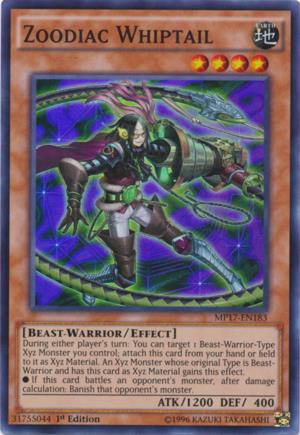 Zoodiac Whiptail
EARTH
地
MP17-EN183
[Beast-Warrior/Effect]
During either player's turn: You can target 1 Beast-Warrior-Type
Xyz Monster you control; attach this card from your hand or field
to it as Xyz Material. An Xyz Monster whose original Type is Beast-
Warrior and has this card as Xyz Material gains this effect.
●If this card battles an opponent's monster, after damage
calculation: Banish that opponent's monster.
ATK/1200 DEF/ 400
31755044 1st Edition ©1996 KAZUKI TAKAHASHI